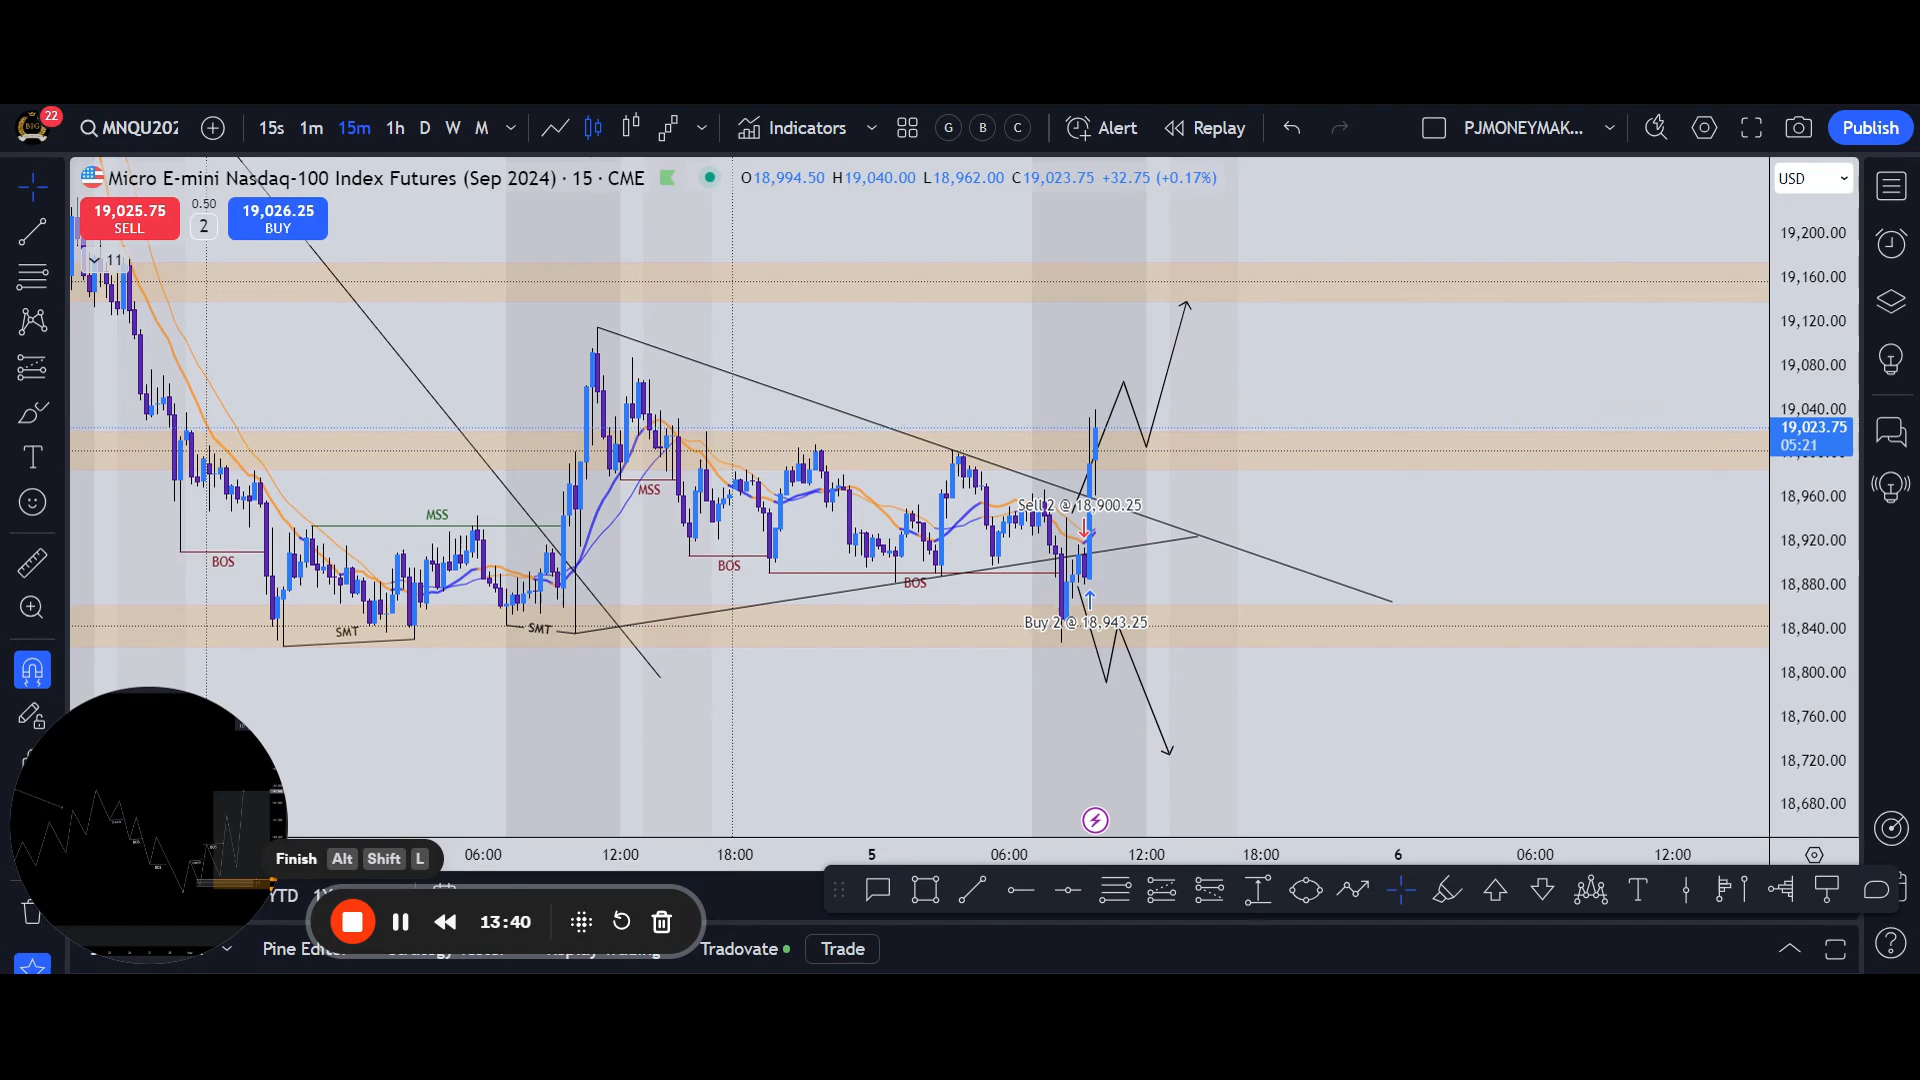 22
MNQU202
15s 1m 15m 1h D W M
Indicators
G B C
Alert
Replay
PJMONEYMAK...
Publish
Micro E-mini Nasdaq-100 Index Futures (Sep 2024) · 15 · CME
O18,994.50 H19,040.00 L18,962.00 C19,023.75 +32.75 (+0.17%)
USD
19,025.75
SELL
0.50
2
19,026.25
BUY
11
19,200.00
19,160.00
19,120.00
19,080.00
19,040.00
19,023.75
05:21
18,960.00
18,920.00
18,880.00
18,840.00
18,800.00
18,760.00
18,720.00
18,680.00
MSS
MSS
BOS
BOS
BOS
SMT
SMT
Sell 2 @ 18,900.25
Buy 2 @ 18,943.25
06:00 12:00 18:00 5 06:00 12:00 18:00 6 06:00 12:00
Finish Alt Shift L
YTD
13:40
Tradovate
Trade